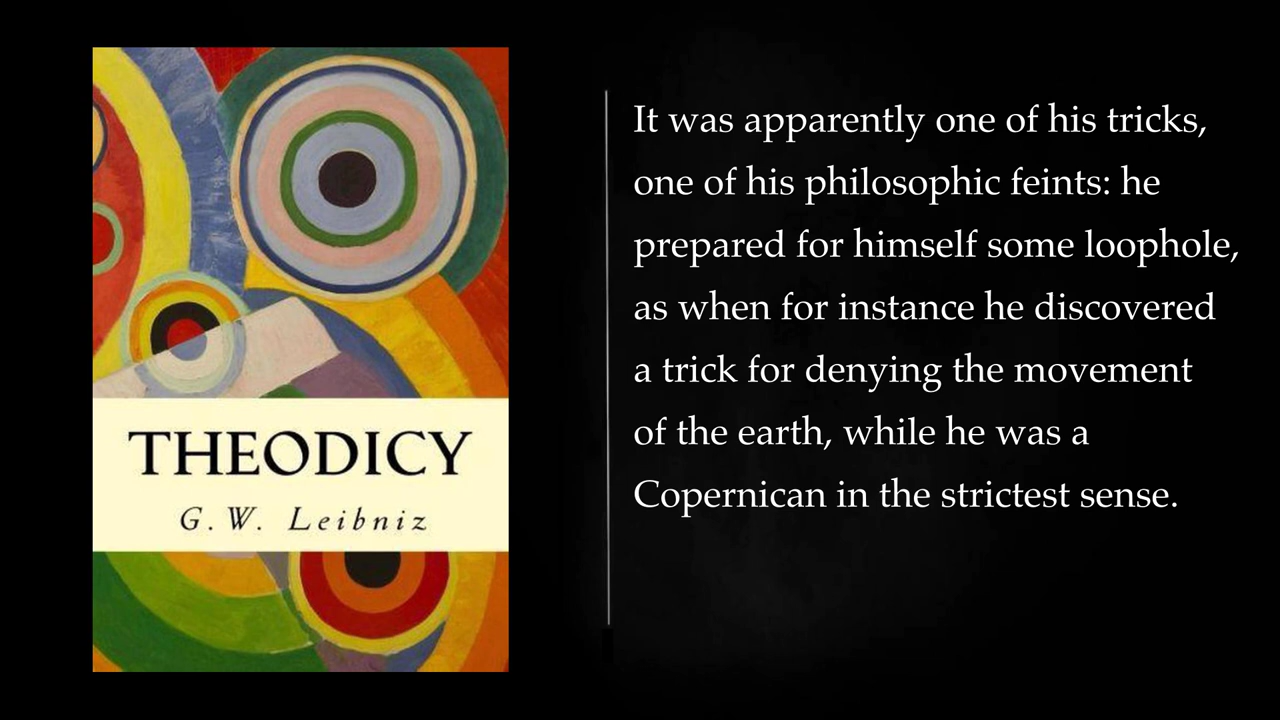 THEODICY
G.W. Leibniz
It was apparently one of his tricks,
one of his philosophic feints: he
prepared for himself some loophole,
as when for instance he discovered
a trick for denying the movement
of the earth, while he was a
Copernican in the strictest sense.